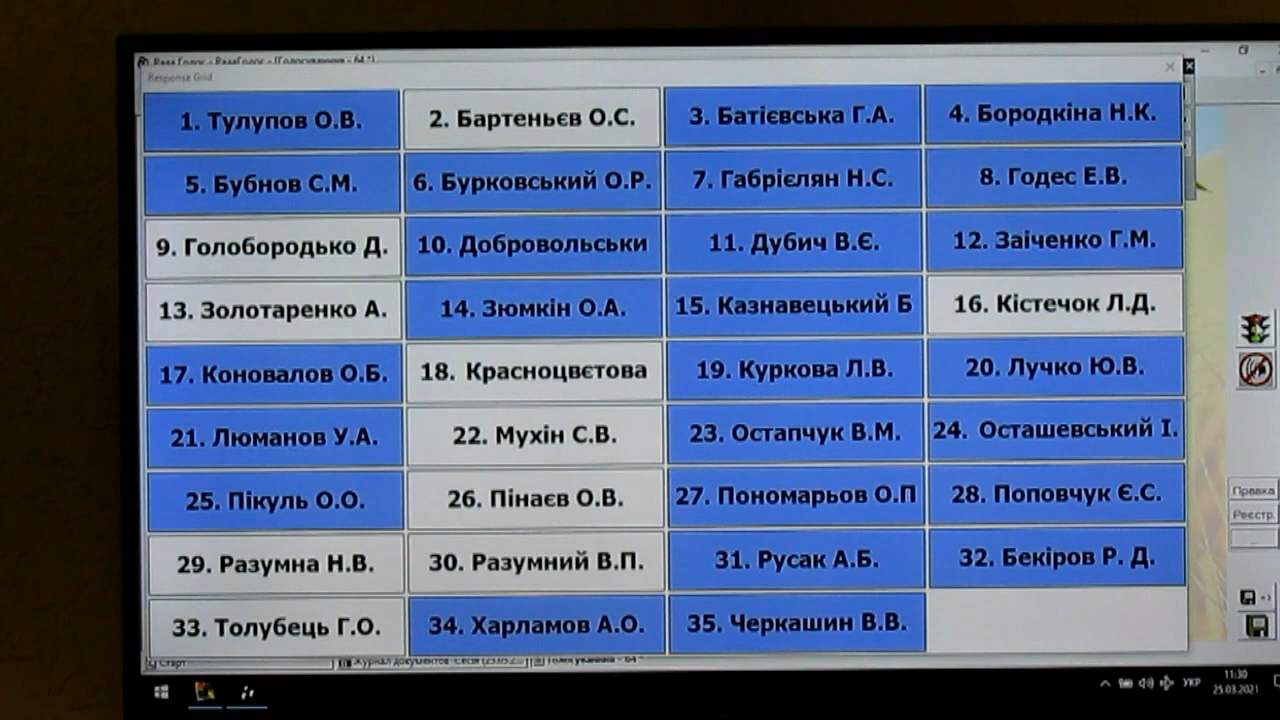 Response Grid
1. Тулупов О.В.
2. Бартеньєв О.С.
3. Батієвська Г.А.
4. Бородкіна Н.К.
5. Бубнов С.М.
6. Бурковський О.Р.
7. Габрієлян Н.С.
8. Годес Е.В.
9. Голобородько Д.
10. Добровольськи
11. Дубич В.Є.
12. Заіченко Г.М.
13. Золотаренко А.
14. Зюмкін О.А.
15. Казнавецький Б
16. Кістечок Л.Д.
17. Коновалов О.Б.
18. Красноцвєтова
19. Куркова Л.В.
20. Лучко Ю.В.
21. Люманов У.А.
22. Мухін С.В.
23. Остапчук В.М.
24. Осташевський І.
25. Пікуль О.О.
26. Пінаєв О.В.
27. Пономарьов О.П
28. Поповчук Є.С.
29. Разумна Н.В.
30. Разумний В.П.
31. Русак А.Б.
32. Бекіров Р. Д.
33. Толубець Г.О.
34. Харламов А.О.
35. Черкашин В.В.
Правка
Реєстр.
Старт
УКР
11:30
25.03.2021